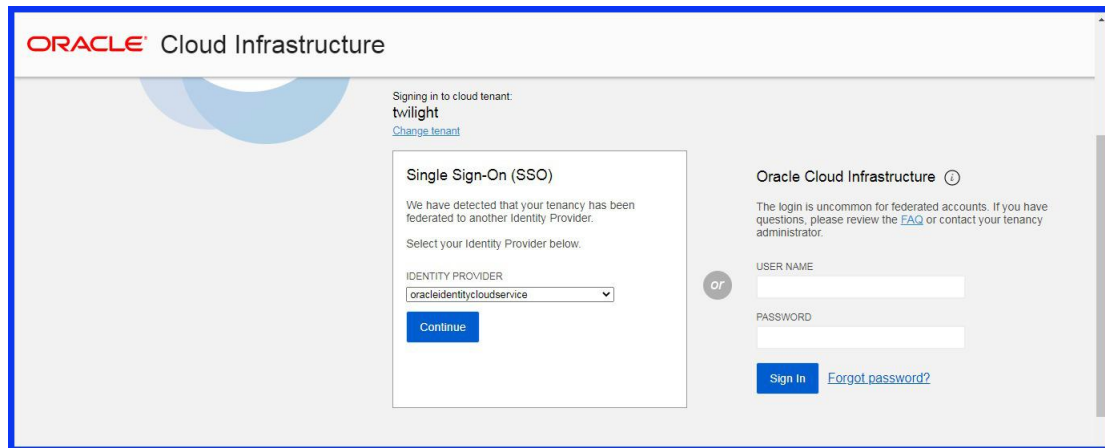 ORACLE Cloud Infrastructure
Signing in to cloud tenant:
twilight
Change tenant
Single Sign-On (SSO)
We have detected that your tenancy has been
federated to another Identity Provider.
Select your Identity Provider below.
IDENTITY PROVIDER
oracleidentitycloudservice
Continue
or
Oracle Cloud Infrastructure i
The login is uncommon for federated accounts. If you have
questions, please review the FAQ or contact your tenancy
administrator.
USER NAME
PASSWORD
Sign In Forgot password?